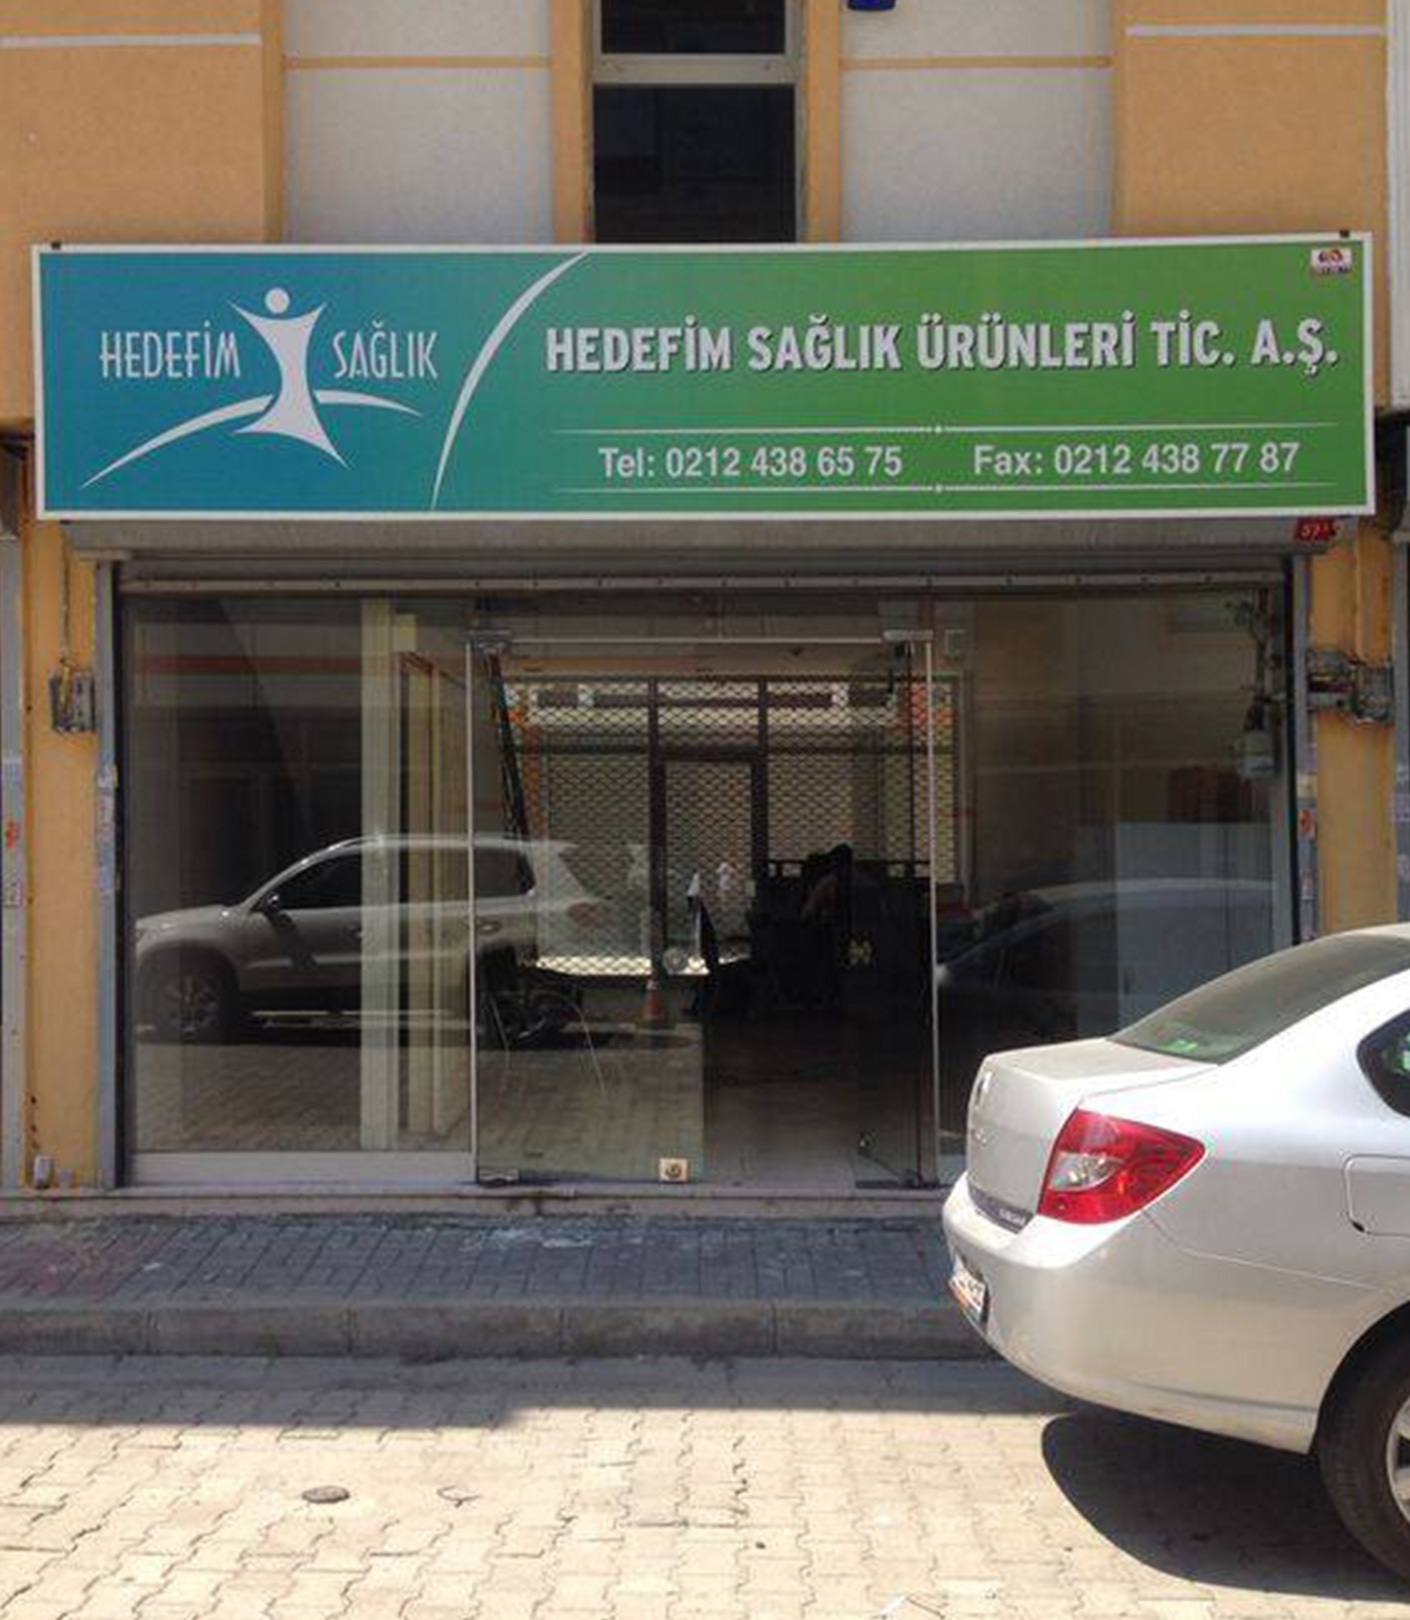 HEDEFİM SAĞLIK
HEDEFİM SAĞLIK ÜRÜNLERİ TİC. A.Ş.
Tel: 0212 438 65 75 Fax: 0212 438 77 87